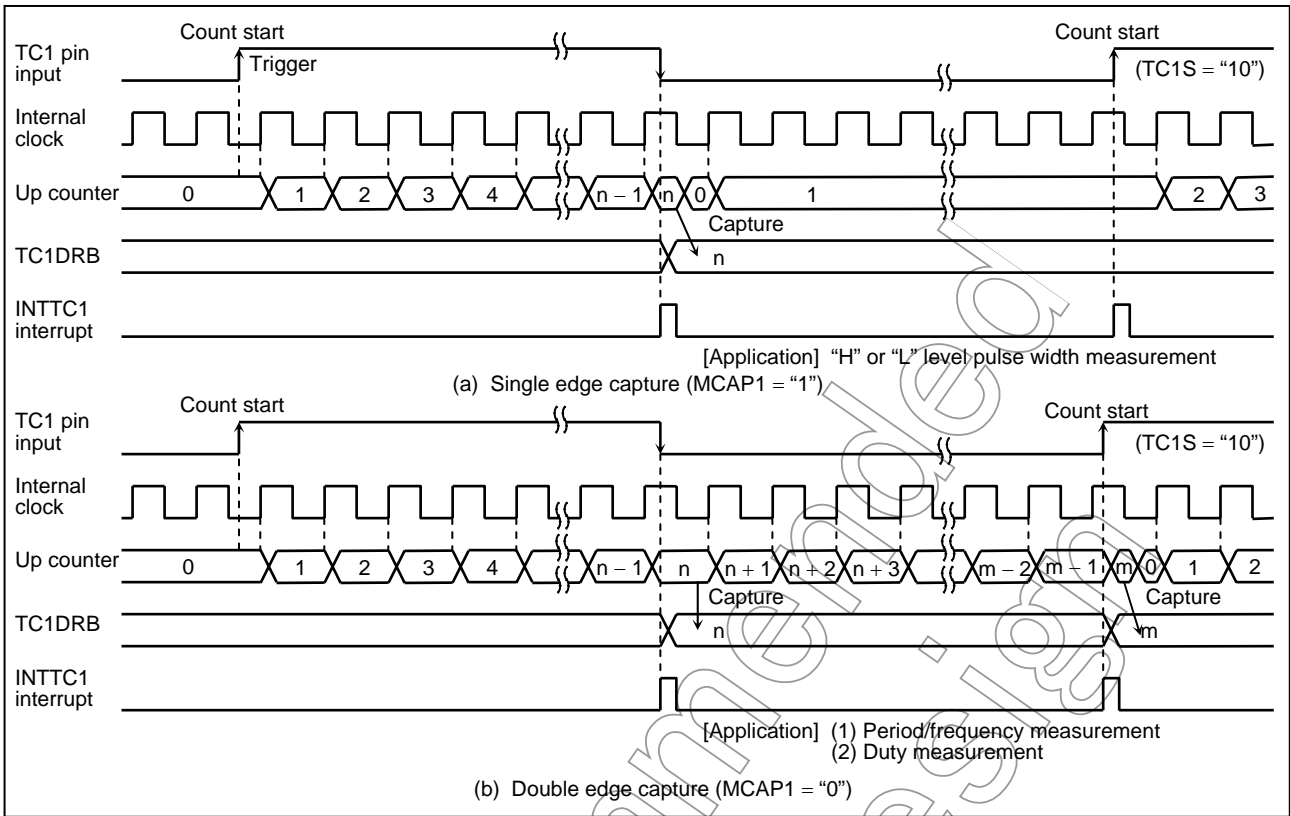 Count start
Count start
TC1 pin
input
Trigger
(TC1S = “10”)
Internal
clock
Up counter
0 1 2 3 4 n − 1 n 0 1 2 3
Capture
TC1DRB
n
INTTC1
interrupt
[Application] “H” or “L” level pulse width measurement
(a) Single edge capture (MCAP1 = “1”)
Count start
Count start
TC1 pin
input
(TC1S = “10”)
Internal
clock
Up counter
0 1 2 3 4 n − 1 n n + 1 n + 2 n + 3 m − 2 m − 1 m 0 1 2
Capture
Capture
TC1DRB
n
m
INTTC1
interrupt
[Application] (1) Period/frequency measurement
(2) Duty measurement
(b) Double edge capture (MCAP1 = “0”)